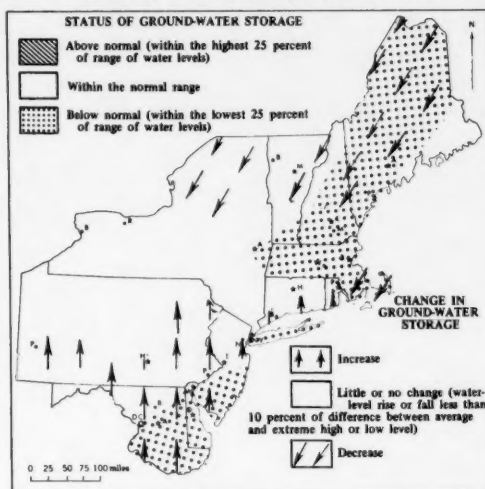 STATUS OF GROUND-WATER STORAGE
Above normal (within the highest 25 percent
of range of water levels)
Within the normal range
Below normal (within the lowest 25 percent
of range of water levels)
N
CHANGE IN
GROUND-WATER
STORAGE
Increase
Little or no change (water-
level rise or fall less than
10 percent of difference between average
and extreme high or low level)
Decrease
0 25 50 75 100 miles